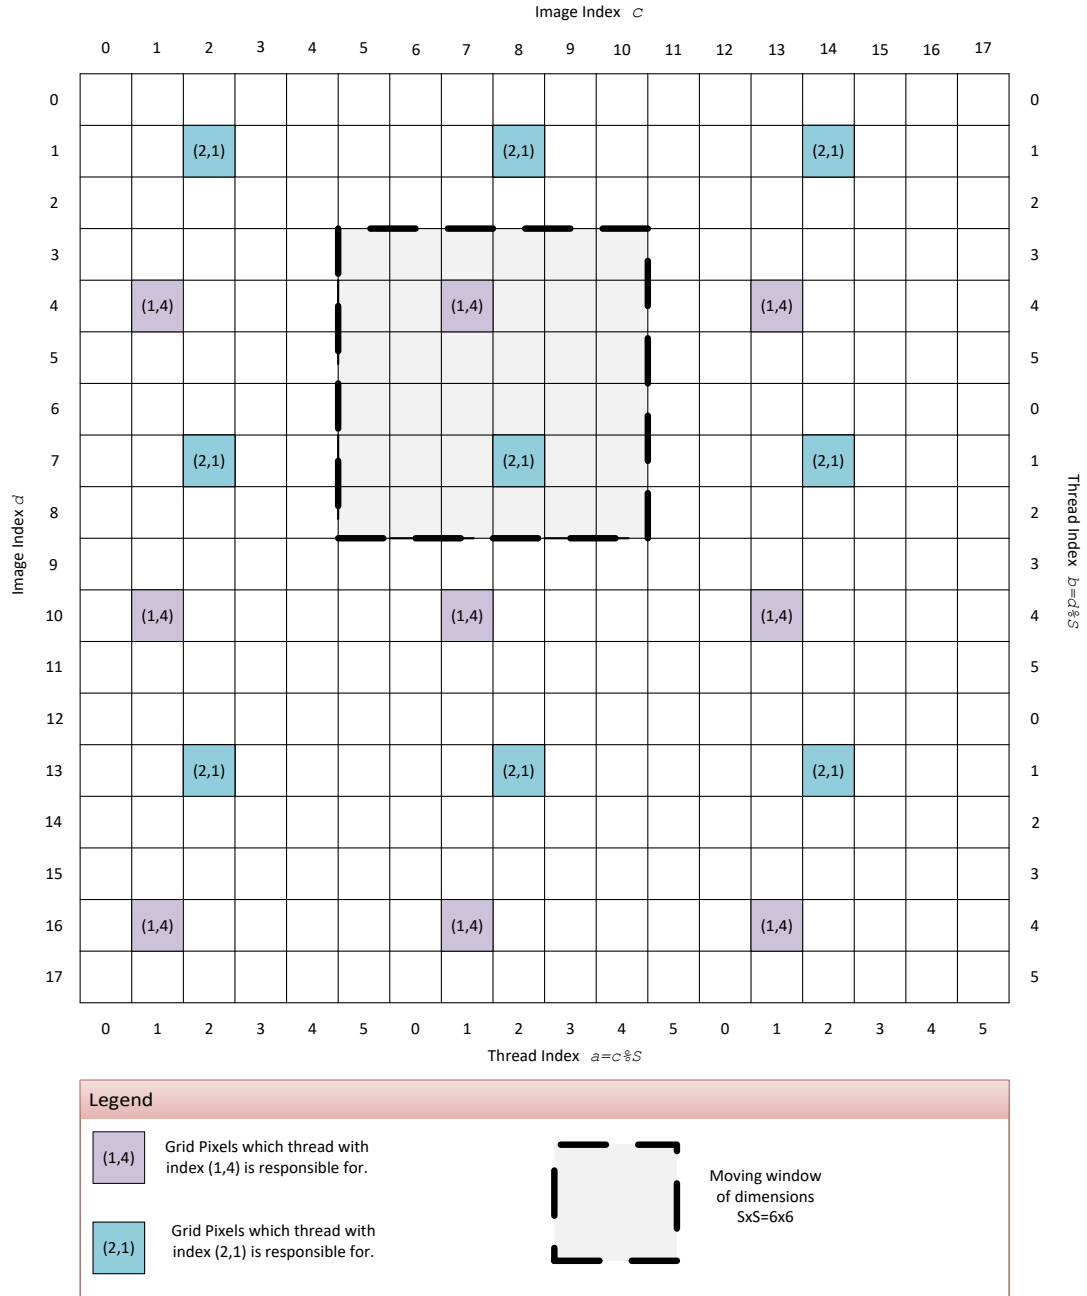 Image Index c
0 1 2 3 4 5 6 7 8 9 10 11 12 13 14 15 16 17
0 0
1 (2,1) (2,1) (2,1) 1
2 2
3 3
4 (1,4) (1,4) (1,4) 4
5 5
6 0
7 (2,1) (2,1) (2,1) 1
8 2
9 3
10 (1,4) (1,4) (1,4) 4
11 5
12 0
13 (2,1) (2,1) (2,1) 1
14 2
15 3
16 (1,4) (1,4) (1,4) 4
17 5
Image Index d
Thread Index b=d%S
0 1 2 3 4 5 0 1 2 3 4 5 0 1 2 3 4 5
Thread Index a=c%S
Legend
(1,4)
Grid Pixels which thread with
index (1,4) is responsible for.
(2,1)
Grid Pixels which thread with
index (2,1) is responsible for.
Moving window
of dimensions
SxS=6x6